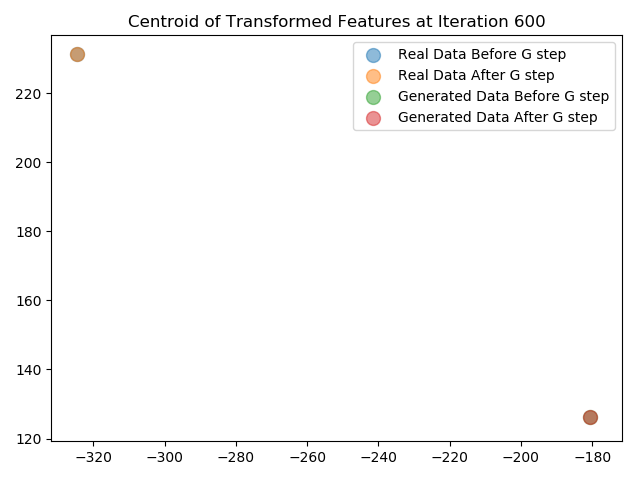 Centroid of Transformed Features at Iteration 600
Real Data Before G step
Real Data After G step
Generated Data Before G step
Generated Data After G step
220
200
180
160
140
120
−320 −300 −280 −260 −240 −220 −200 −180